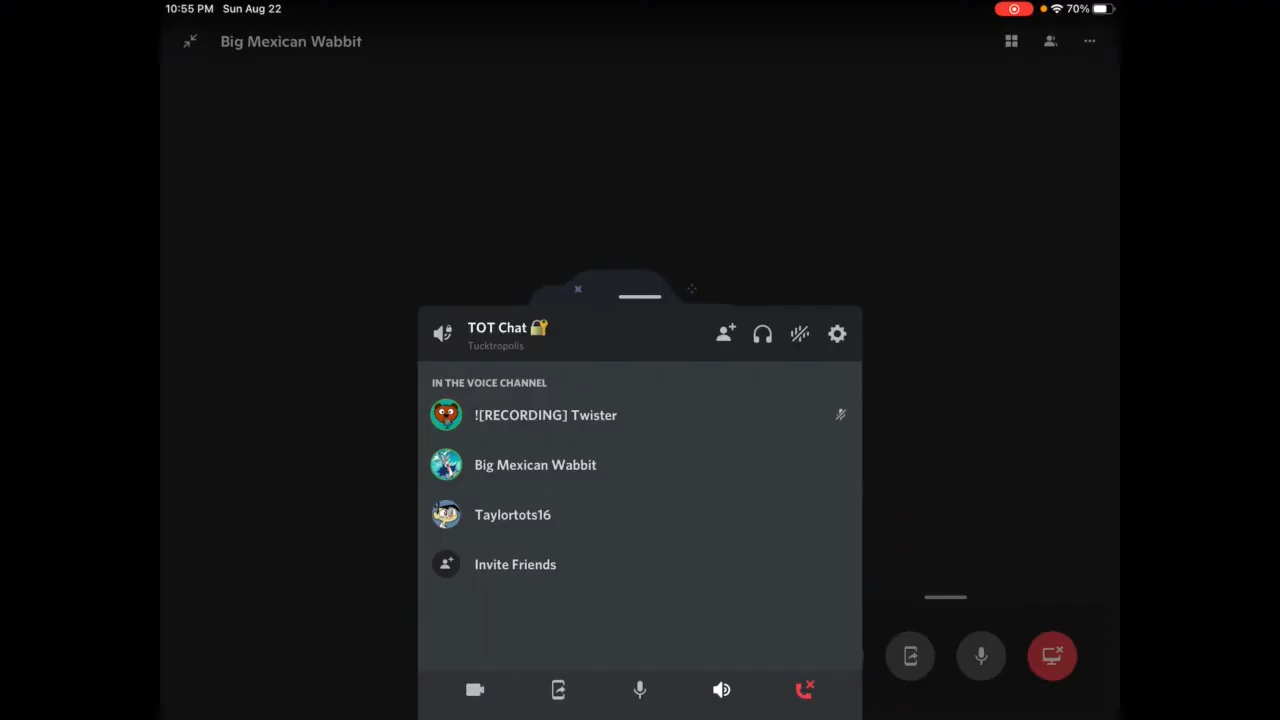 10:55 PM Sun Aug 22
70%
Big Mexican Wabbit
TOT Chat 🔐
Tucktropolis
IN THE VOICE CHANNEL
![RECORDING] Twister
Big Mexican Wabbit
Taylortots16
Invite Friends